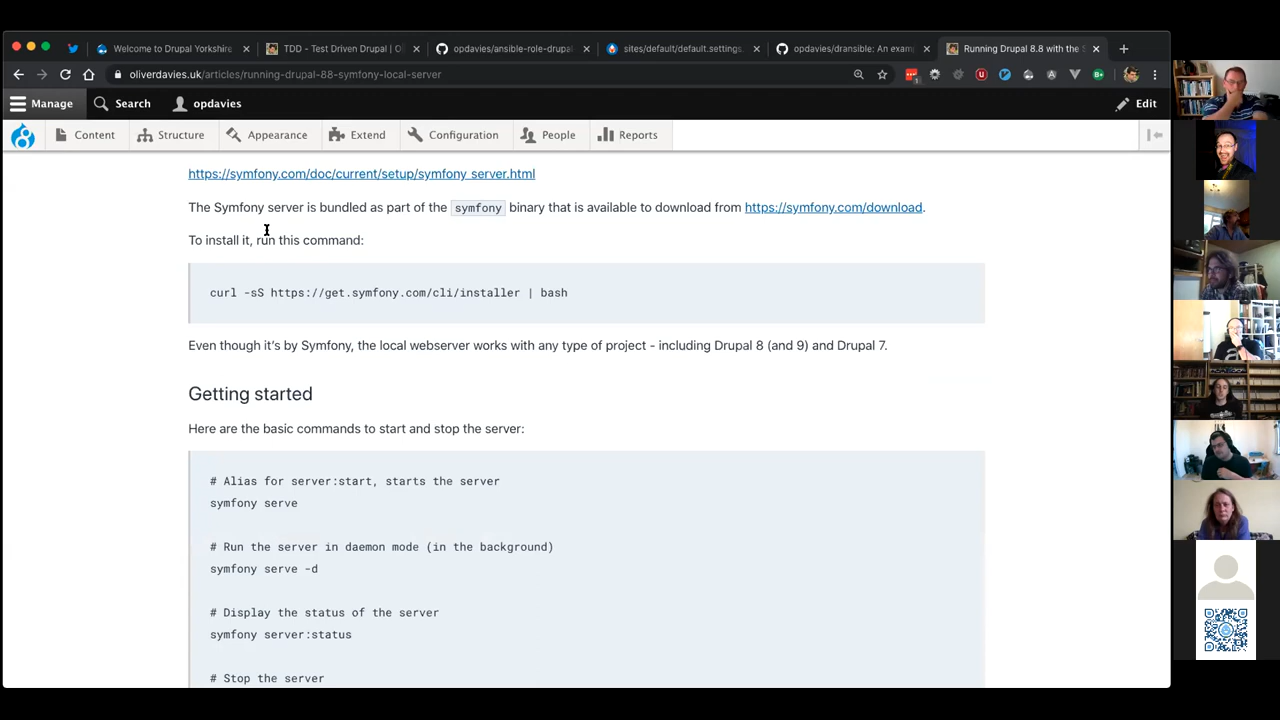 Welcome to Drupal Yorkshire
TDD - Test Driven Drupal | O
opdavies/ansible-role-drupal
sites/default/default.settings.
opdavies/dransible: An exam
Running Drupal 8.8 with the S
oliverdavies.uk/articles/running-drupal-88-symfony-local-server
Manage
Search
opdavies
Edit
Content
Structure
Appearance
Extend
Configuration
People
Reports
https://symfony.com/doc/current/setup/symfony_server.html
The Symfony server is bundled as part of the symfony binary that is available to download from https://symfony.com/download.
To install it, run this command:
curl -sS https://get.symfony.com/cli/installer | bash
Even though it’s by Symfony, the local webserver works with any type of project - including Drupal 8 (and 9) and Drupal 7.
Getting started
Here are the basic commands to start and stop the server:
# Alias for server:start, starts the server
symfony serve
# Run the server in daemon mode (in the background)
symfony serve -d
# Display the status of the server
symfony server:status
# Stop the server